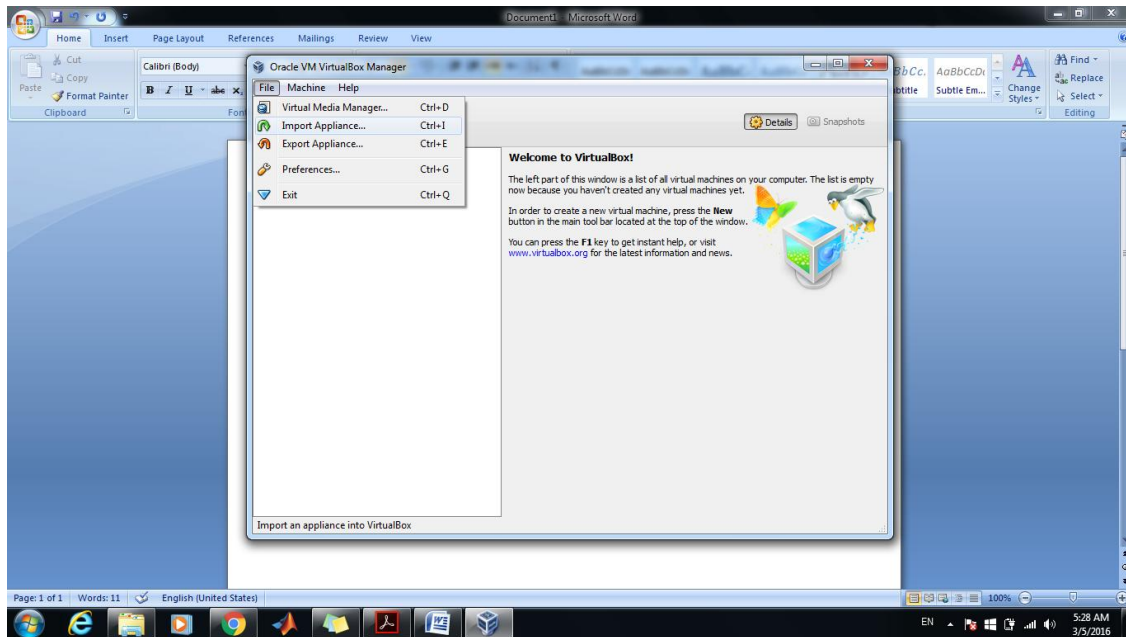 Document1 - Microsoft Word
Home Insert Page Layout References Mailings Review View
Cut
Copy
Paste
Format Painter
Clipboard
Calibri (Body)
B I U abc x,
Font
AaBbCcDc
Subtle Em...
Change Styles
Find
Replace
Select
Editing
Oracle VM VirtualBox Manager
File Machine Help
Virtual Media Manager... Ctrl+D
Import Appliance... Ctrl+I
Export Appliance... Ctrl+E
Preferences... Ctrl+G
Exit Ctrl+Q
Details Snapshots
Welcome to VirtualBox!
The left part of this window is a list of all virtual machines on your computer. The list is empty
now because you haven't created any virtual machines yet.
In order to create a new virtual machine, press the New
button in the main tool bar located at the top of the window.
You can press the F1 key to get instant help, or visit
www.virtualbox.org for the latest information and news.
Import an appliance into VirtualBox
Page: 1 of 1 Words: 11 English (United States) 100%
EN
5:28 AM
3/5/2016